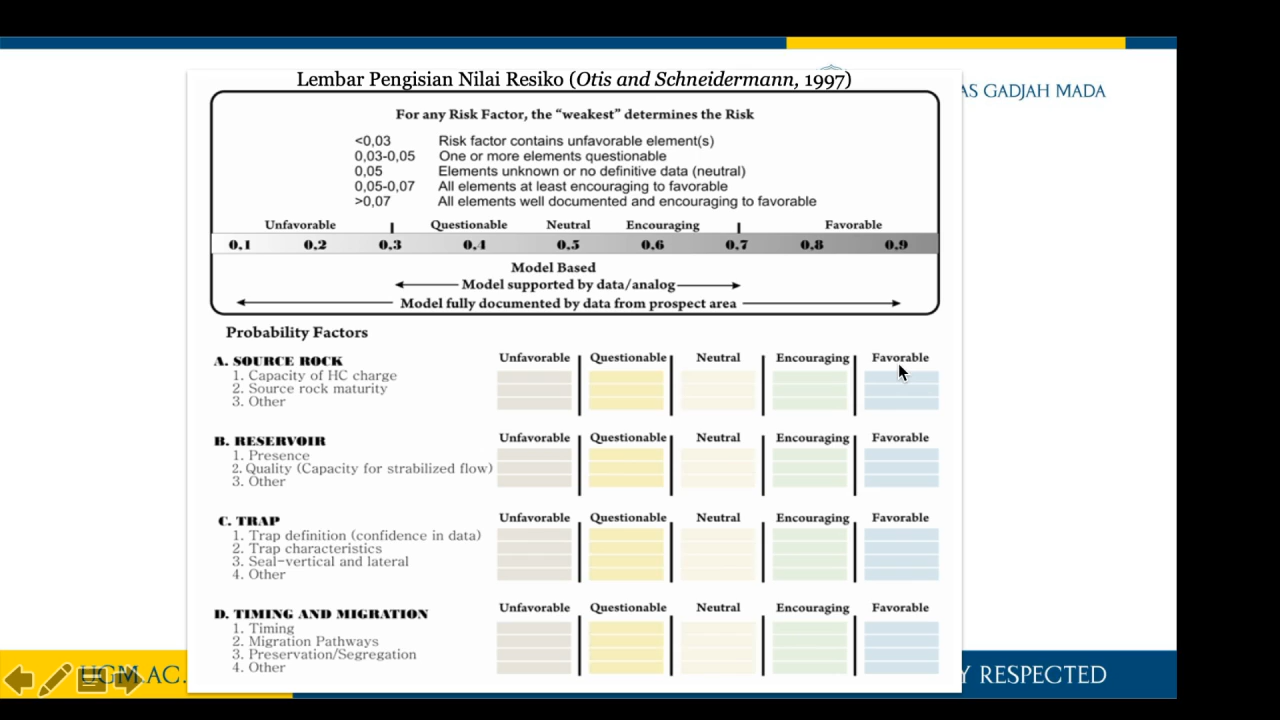 Lembar Pengisian Nilai Resiko (Otis and Schneidermann, 1997)
AS GADJAH MADA
For any Risk Factor, the “weakest” determines the Risk
<0,03 Risk factor contains unfavorable element(s)
0,03-0,05 One or more elements questionable
0,05 Elements unknown or no definitive data (neutral)
0,05-0,07 All elements at least encouraging to favorable
>0,07 All elements well documented and encouraging to favorable
Unfavorable Questionable Neutral Encouraging Favorable
0.1 0.2 0.3 0.4 0.5 0.6 0.7 0.8 0.9
Model Based
Model supported by data/analog
Model fully documented by data from prospect area
Probability Factors
A. SOURCE ROCK Unfavorable Questionable Neutral Encouraging Favorable
1. Capacity of HC charge
2. Source rock maturity
3. Other
B. RESERVOIR Unfavorable Questionable Neutral Encouraging Favorable
1. Presence
2. Quality (Capacity for strabilized flow)
3. Other
C. TRAP Unfavorable Questionable Neutral Encouraging Favorable
1. Trap definition (confidence in data)
2. Trap characteristics
3. Seal-vertical and lateral
4. Other
D. TIMING AND MIGRATION Unfavorable Questionable Neutral Encouraging Favorable
1. Timing
2. Migration Pathways
3. Preservation/Segregation
4. Other
UGM.AC.
Y RESPECTED